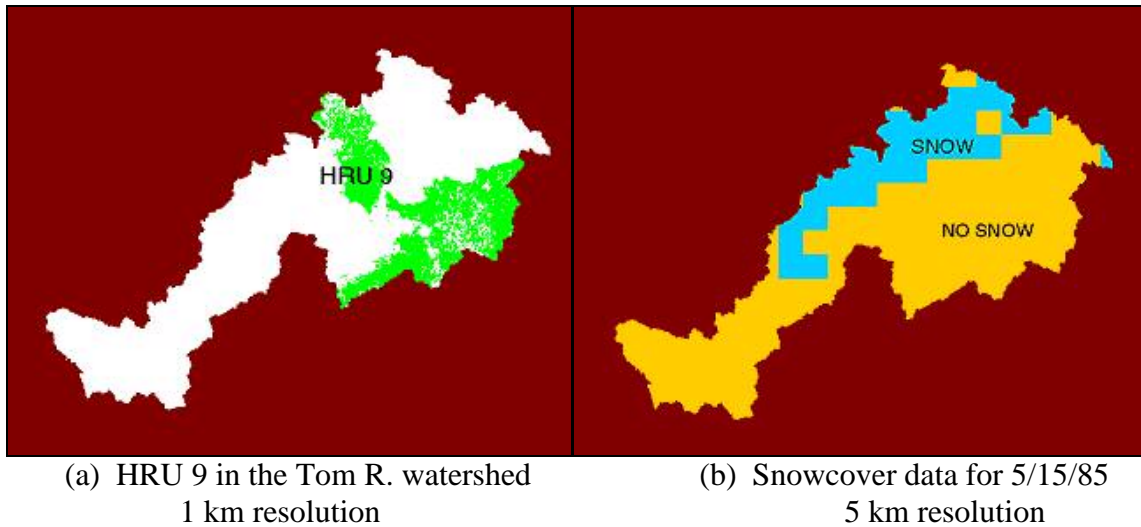 HRU 9
SNOW
NO SNOW
(a) HRU 9 in the Tom R. watershed
1 km resolution
(b) Snowcover data for 5/15/85
5 km resolution